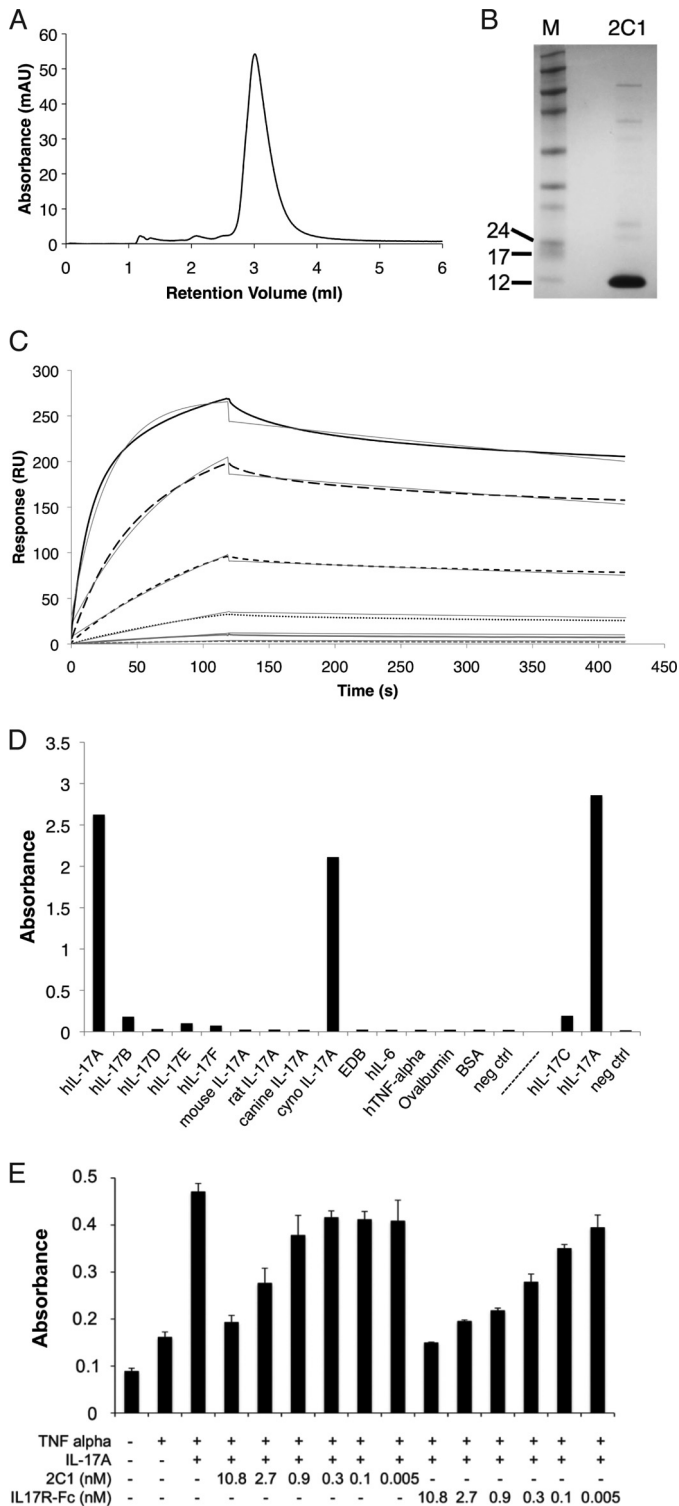 A
Absorbance (mAU)
60
50
40
30
20
10
0
0 1 2 3 4 5 6
Retention Volume (ml)
B
M 2C1
24
17
12
C
Response (RU)
300
250
200
150
100
50
0
0 50 100 150 200 250 300 350 400 450
Time (s)
D
Absorbance
3.5
3
2.5
2
1.5
1
0.5
0
hIL-17A
hIL-17B
hIL-17D
hIL-17E
hIL-17F
mouse IL-17A
rat IL-17A
canine IL-17A
cyno IL-17A
EDB
hIL-6
hTNF-alpha
Ovalbumin
BSA
neg ctrl
----------
hIL-17C
hIL-17A
neg ctrl
E
Absorbance
0.5
0.4
0.3
0.2
0.1
0
TNF alpha - + + + + + + + + + + + + + +
IL-17A - - + + + + + + + + + + + + +
2C1 (nM) - - - 10.8 2.7 0.9 0.3 0.1 0.005 - - - - - -
IL17R-Fc (nM) - - - - - - - - - 10.8 2.7 0.9 0.3 0.1 0.005